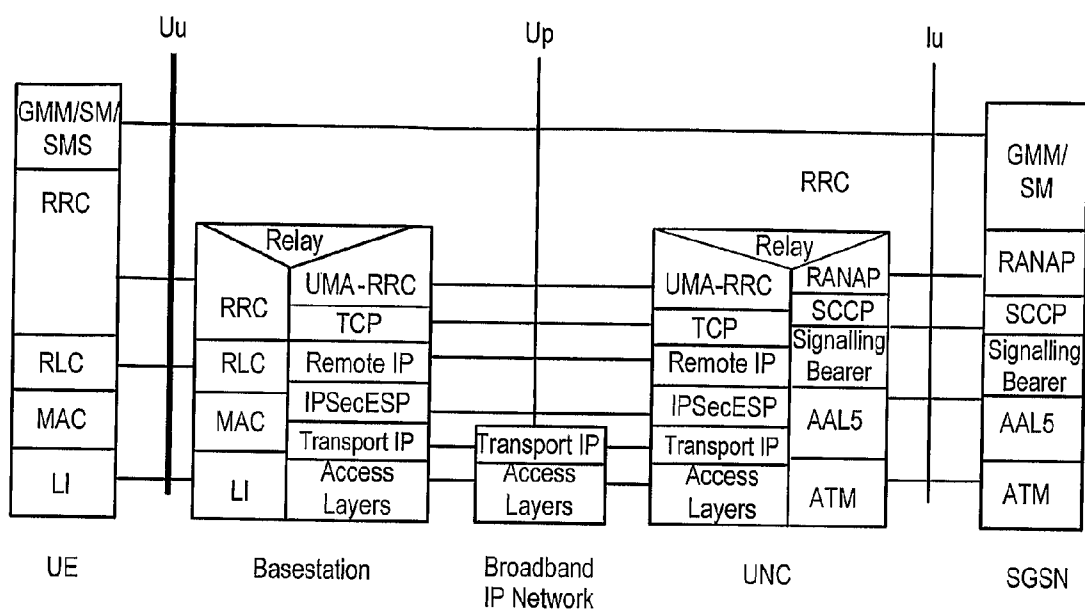 Uu
Up
Iu
GMM/SM/
SMS
RRC
RLC
MAC
LI
UE
Relay
RRC
RLC
MAC
LI
UMA-RRC
TCP
Remote IP
IPSecESP
Transport IP
Access
Layers
Basestation
Transport IP
Access
Layers
Broadband
IP Network
RRC
Relay
UMA-RRC
TCP
Remote IP
IPSecESP
Transport IP
Access
Layers
RANAP
SCCP
Signalling
Bearer
AAL5
ATM
UNC
GMM/
SM
RANAP
SCCP
Signalling
Bearer
AAL5
ATM
SGSN